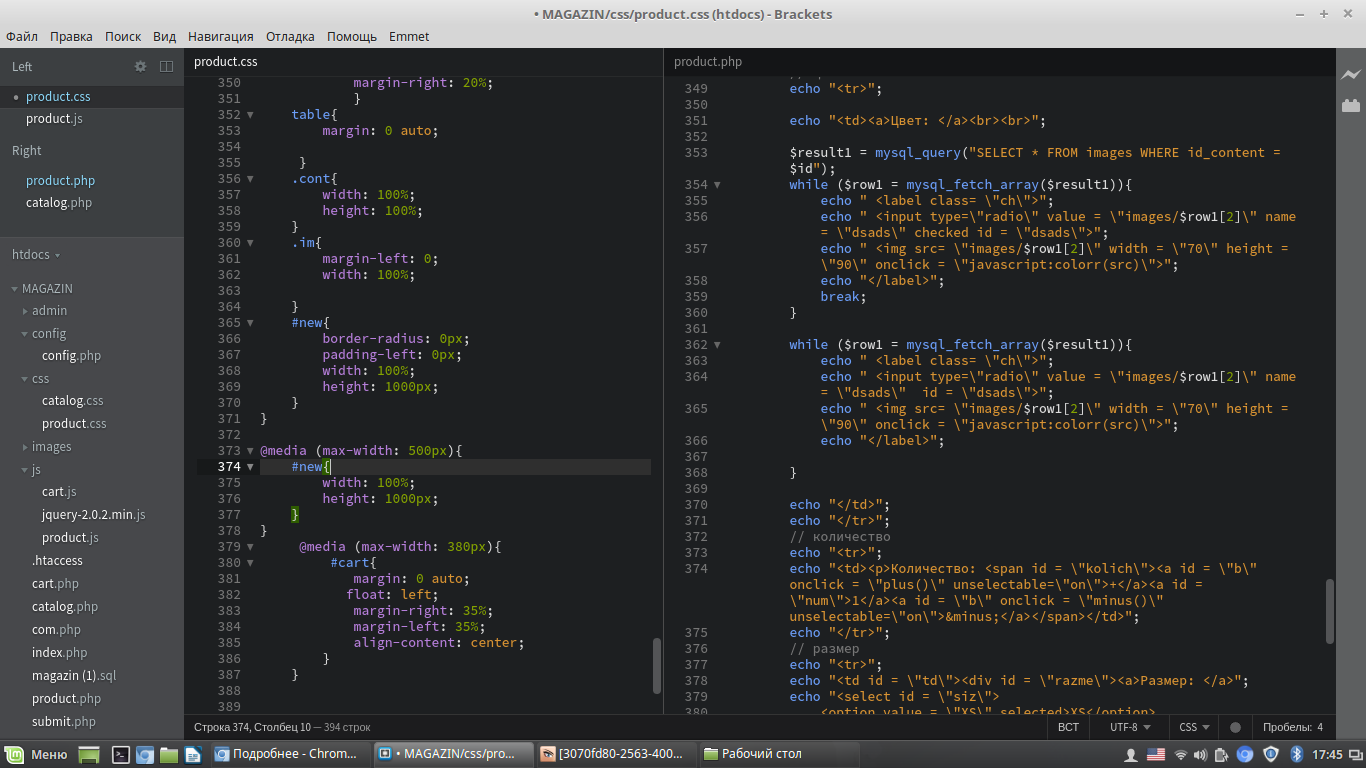 • MAGAZIN/css/product.css (htdocs) - Brackets
Файл Правка Поиск Вид Навигация Отладка Помощь Emmet
Left
• product.css
product.js
Right
product.php
catalog.php
htdocs
MAGAZIN
admin
config
config.php
css
catalog.css
product.css
images
js
cart.js
jquery-2.0.2.min.js
product.js
.htaccess
cart.php
catalog.php
com.php
index.php
magazin (1).sql
product.php
submit.php
product.css
350 margin-right: 20%;
351 }
352 table{
353 margin: 0 auto;
354
355 }
356 .cont{
357 width: 100%;
358 height: 100%;
359 }
360 .im{
361 margin-left: 0;
362 width: 100%;
363
364 }
365 #new{
366 border-radius: 0px;
367 padding-left: 0px;
368 width: 100%;
369 height: 1000px;
370 }
371 }
372
373 @media (max-width: 500px){
374 #new{
375 width: 100%;
376 height: 1000px;
377 }
378 }
379 @media (max-width: 380px){
380 #cart{
381 margin: 0 auto;
382 float: left;
383 margin-right: 35%;
384 margin-left: 35%;
385 align-content: center;
386 }
387 }
388
389
product.php
349 echo "<tr>";
350
351 echo "<td><a>Цвет: </a><br><br>";
352
353 $result1 = mysql_query("SELECT * FROM images WHERE id_content =
$id");
354 while ($row1 = mysql_fetch_array($result1)){
355 echo " <label class= \"ch\">";
356 echo " <input type=\"radio\" value = \"images/$row1[2]\" name
= \"dsads\" checked id = \"dsads\">";
357 echo " <img src= \"images/$row1[2]\" width = \"70\" height =
\"90\" onclick = \"javascript:colorr(src)\">";
358 echo "</label>";
359 break;
360 }
361
362 while ($row1 = mysql_fetch_array($result1)){
363 echo " <label class= \"ch\">";
364 echo " <input type=\"radio\" value = \"images/$row1[2]\" name
= \"dsads\"  id = \"dsads\">";
365 echo " <img src= \"images/$row1[2]\" width = \"70\" height =
\"90\" onclick = \"javascript:colorr(src)\">";
366 echo "</label>";
367
368 }
369
370 echo "</td>";
371 echo "</tr>";
372 // количество
373 echo "<tr>";
374 echo "<td><p>Количество: <span id = \"kolich\"><a id = \"b\"
onclick = \"plus()\" unselectable=\"on\">+</a><a id =
\"num\">1</a><a id = \"b\" onclick = \"minus()\"
unselectable=\"on\">&minus;</a></span></td>";
375 echo "</tr>";
376 // размер
377 echo "<tr>";
378 echo "<td id = \"td\"><div id = \"razme\"><a>Размер: </a>";
379 echo "<select id = \"siz\">
380 <option value = \"XS\" selected>XS</option>
Строка 374, Столбец 10 — 394 строк
ВСТ UTF-8 CSS Пробелы: 4
Меню
Подробнее - Chrom...
• MAGAZIN/css/pro...
[3070fd80-2563-400...
Рабочий стол
17:45